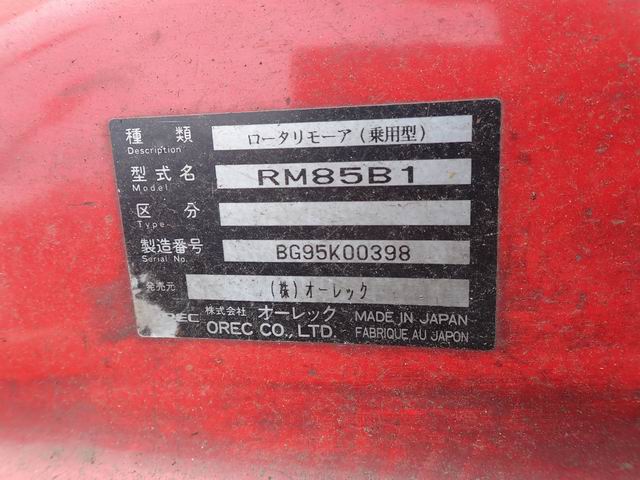 種類 ロータリモーア(乗用型)
Description
型式名 RM85B1
Model
区分
Type
製造番号 BG95K00398
Serial No.
発売元 (株)オーレック
OREC 株式会社 オーレック MADE IN JAPAN
OREC CO.,LTD. FABRIQUE AU JAPON